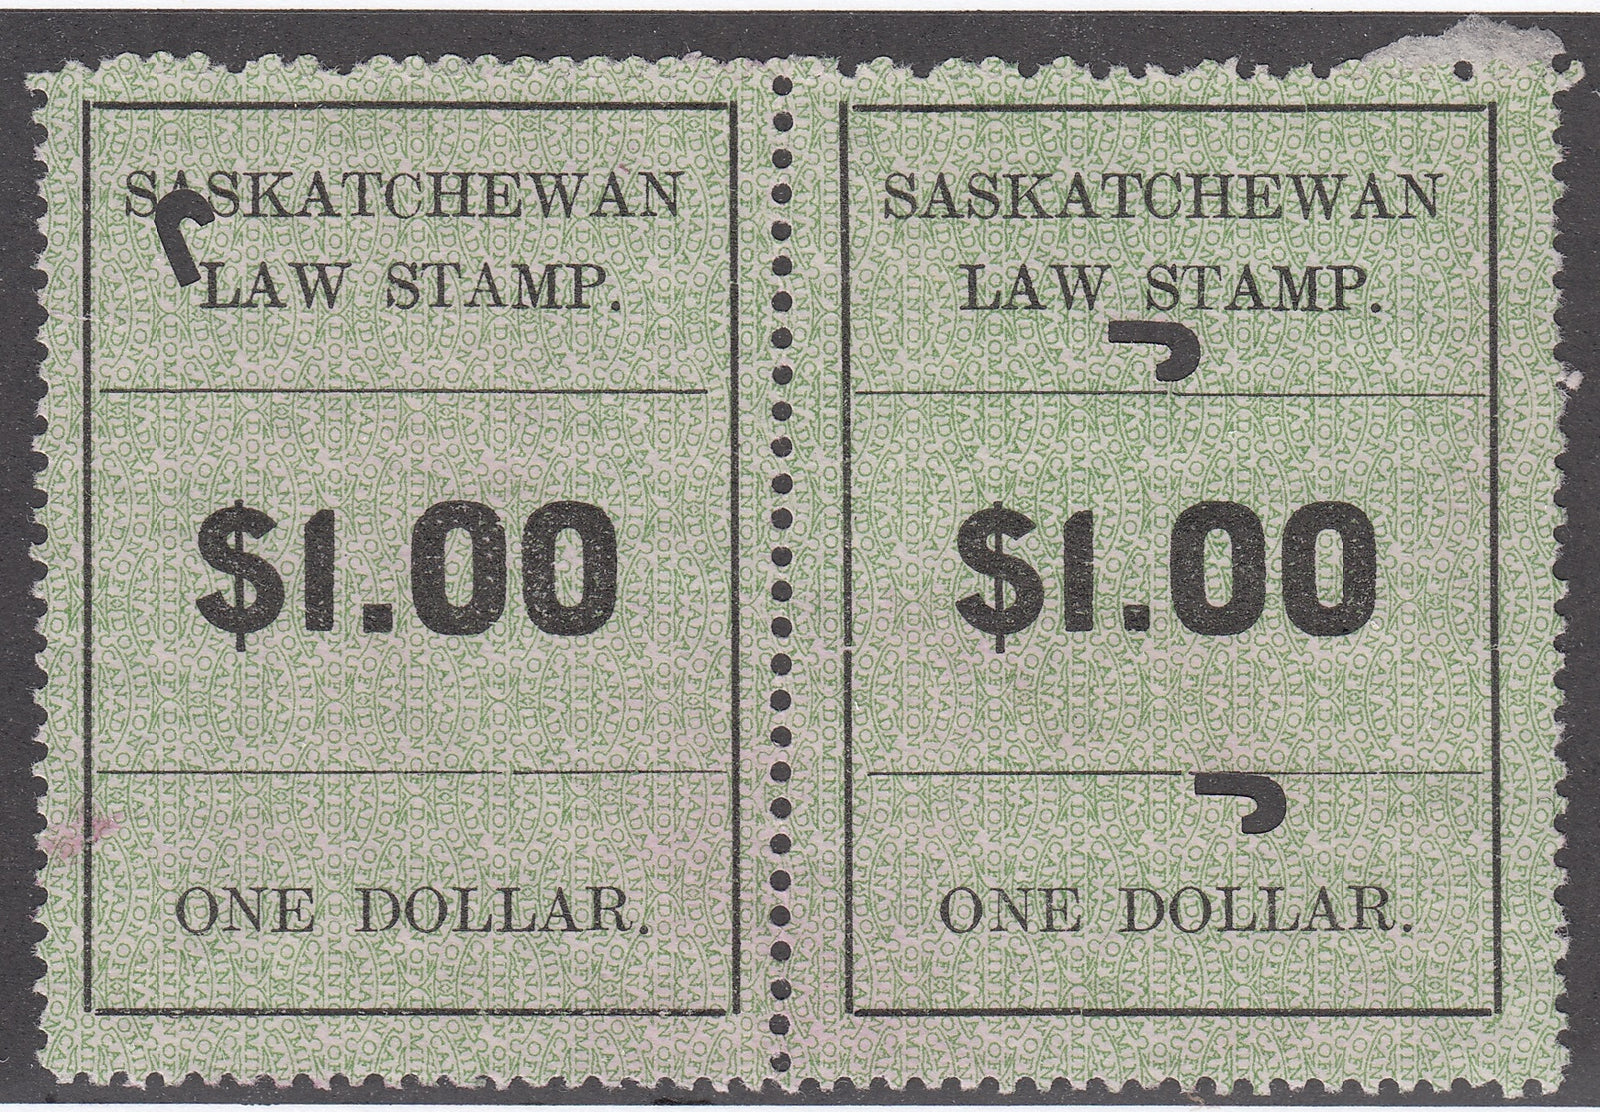 SASKATCHEWAN
LAW STAMP.
$1.00
ONE DOLLAR.
SASKATCHEWAN
LAW STAMP.
$1.00
ONE DOLLAR.